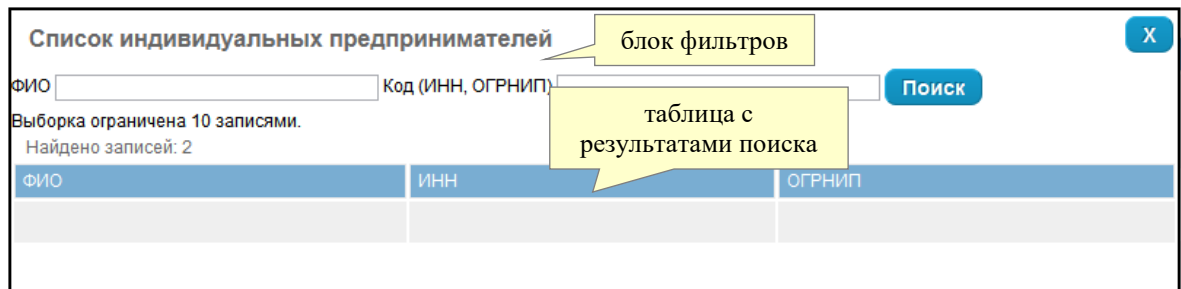 Список индивидуальных предпринимателей
блок фильтров
X
ФИО
Код (ИНН, ОГРНИП)
Поиск
таблица с
результатами поиска
Выборка ограничена 10 записями.
Найдено записей: 2
ФИО
ИНН
ОГРНИП